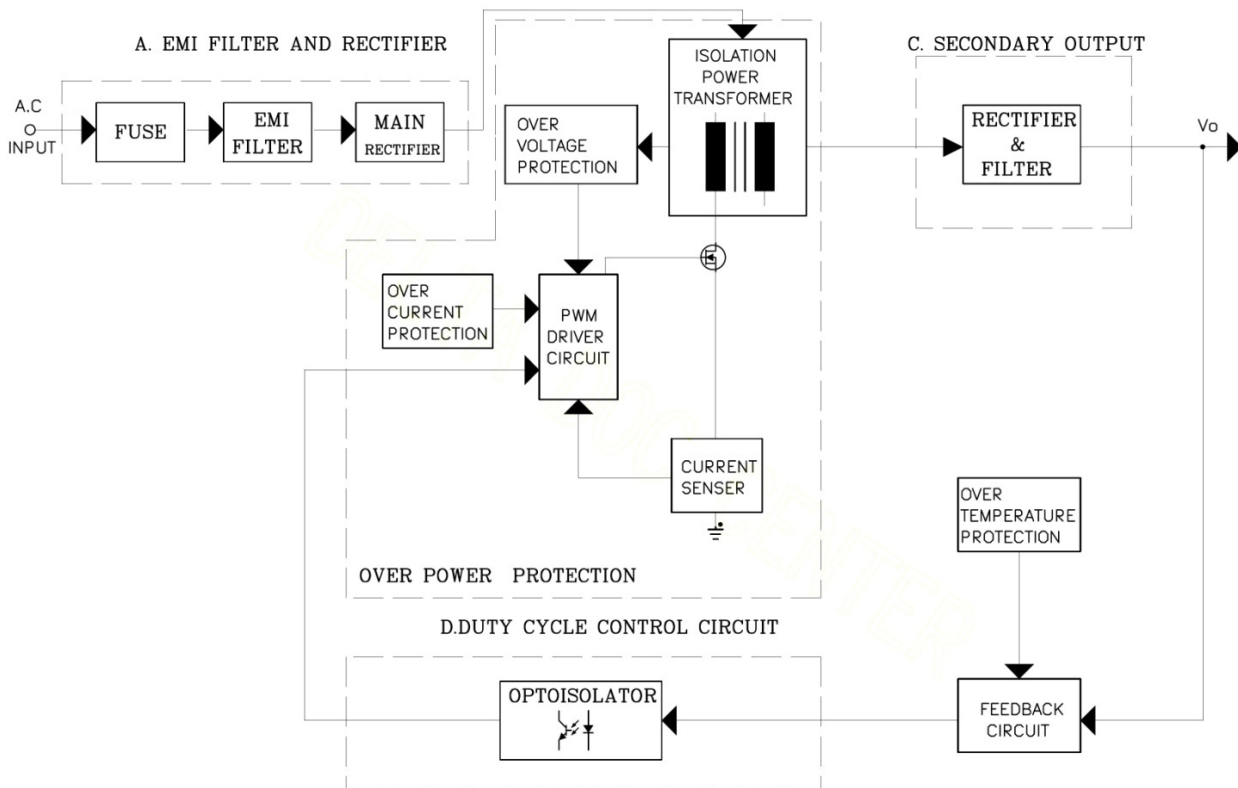 A. EMI FILTER AND RECTIFIER
A.C
INPUT
FUSE
EMI
FILTER
MAIN
RECTIFIER
OVER
VOLTAGE
PROTECTION
ISOLATION
POWER
TRANSFORMER
C. SECONDARY OUTPUT
RECTIFIER
&
FILTER
Vo
OVER
CURRENT
PROTECTION
PWM
DRIVER
CIRCUIT
CURRENT
SENSER
OVER
TEMPERATURE
PROTECTION
OVER POWER PROTECTION
D.DUTY CYCLE CONTROL CIRCUIT
OPTOISOLATOR
FEEDBACK
CIRCUIT